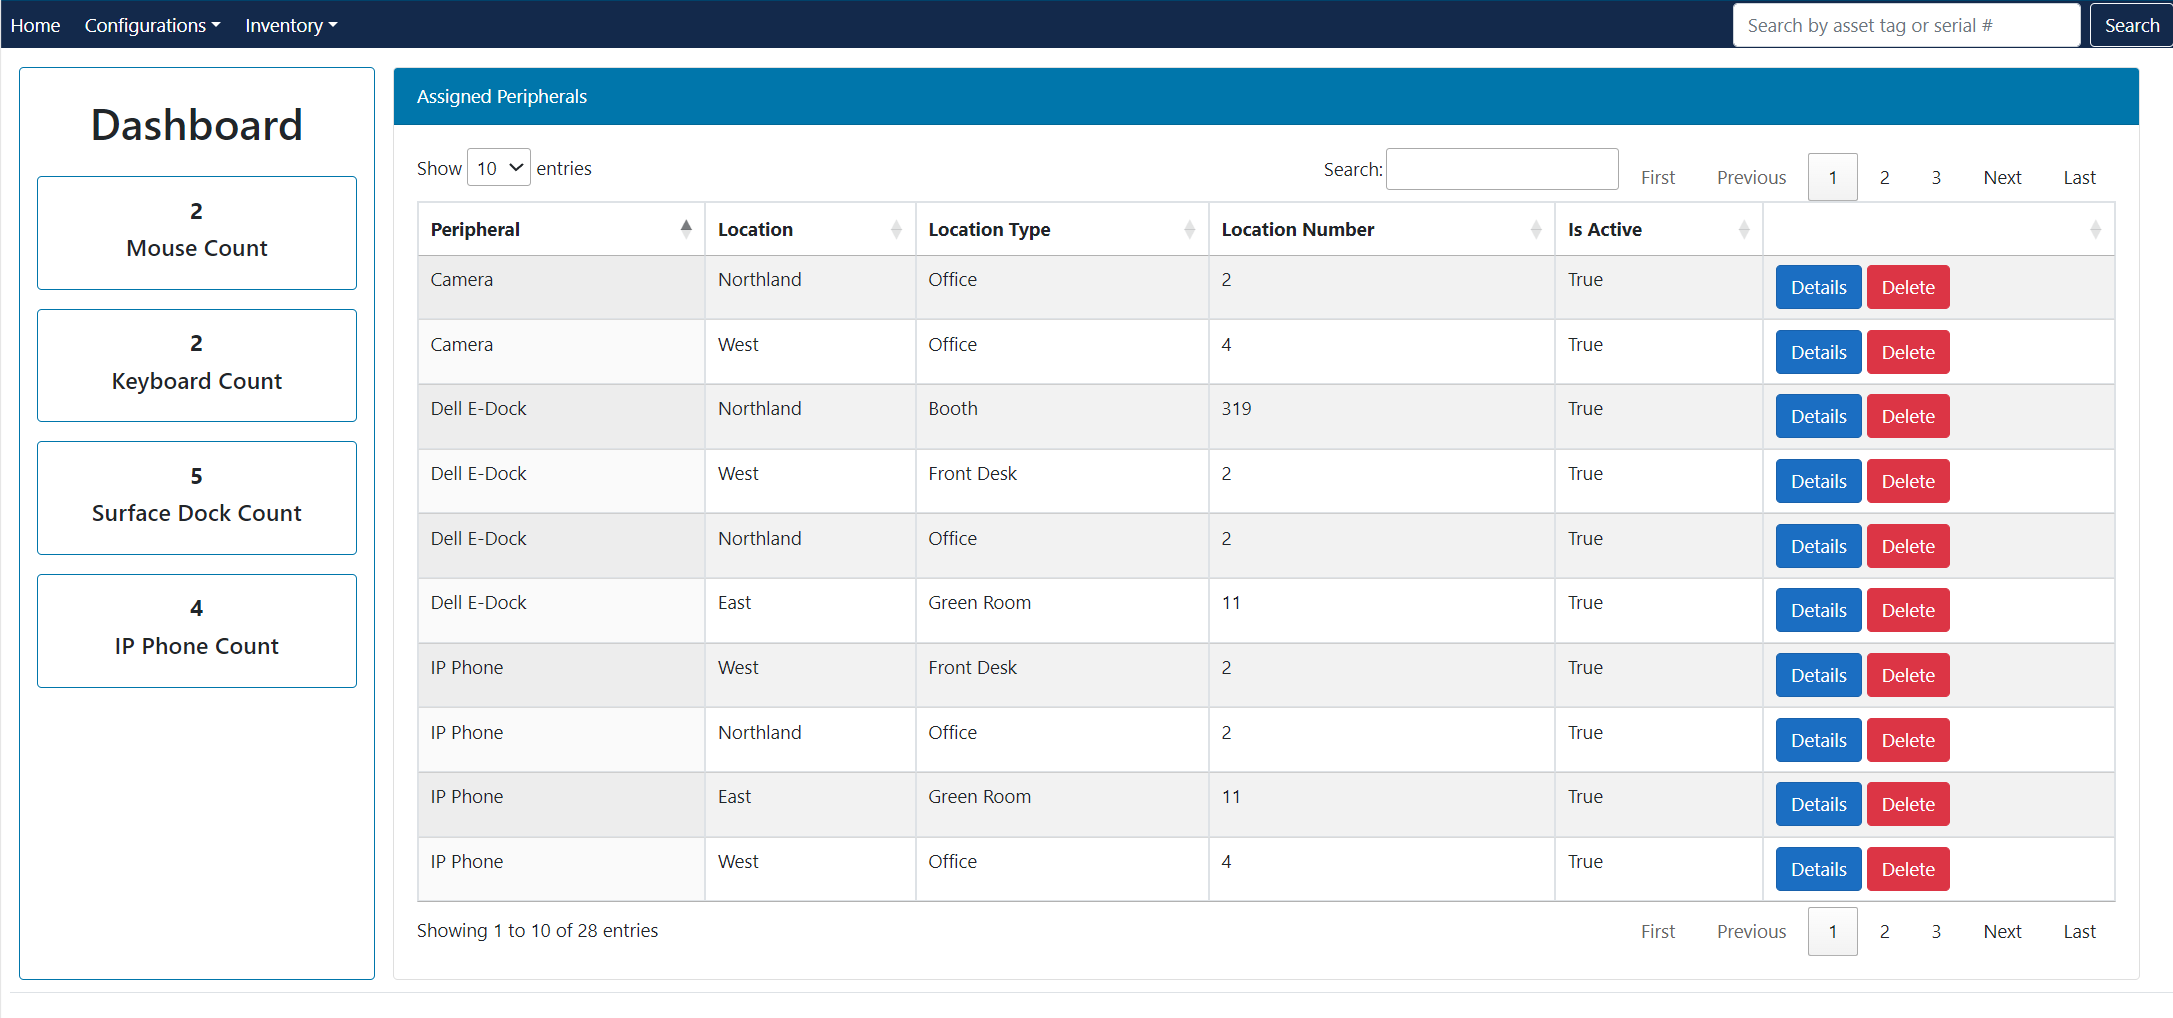 Home Configurations Inventory Search by asset tag or serial # Search
Dashboard
2
Mouse Count
2
Keyboard Count
5
Surface Dock Count
4
IP Phone Count
Assigned Peripherals
Show 10 entries Search: First Previous 1 2 3 Next Last
Peripheral Location Location Type Location Number Is Active
Camera Northland Office 2 True Details Delete
Camera West Office 4 True Details Delete
Dell E-Dock Northland Booth 319 True Details Delete
Dell E-Dock West Front Desk 2 True Details Delete
Dell E-Dock Northland Office 2 True Details Delete
Dell E-Dock East Green Room 11 True Details Delete
IP Phone West Front Desk 2 True Details Delete
IP Phone Northland Office 2 True Details Delete
IP Phone East Green Room 11 True Details Delete
IP Phone West Office 4 True Details Delete
Showing 1 to 10 of 28 entries First Previous 1 2 3 Next Last